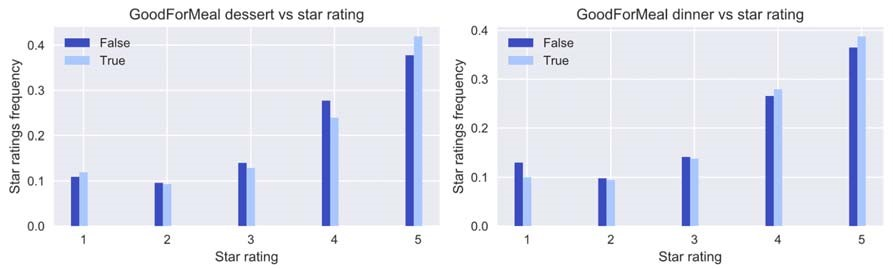 GoodForMeal dessert vs star rating
False
True
Star ratings frequency
0.4
0.3
0.2
0.1
0.0
1 2 3 4 5
Star rating
GoodForMeal dinner vs star rating
False
True
Star ratings frequency
0.4
0.3
0.2
0.1
0.0
1 2 3 4 5
Star rating